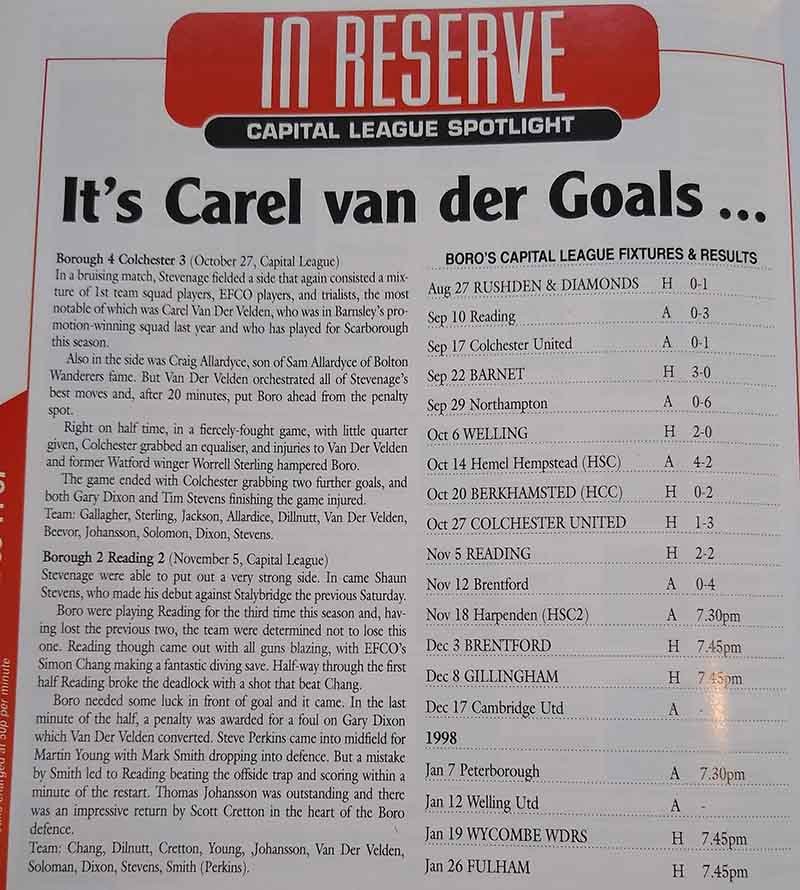 IN RESERVE
CAPITAL LEAGUE SPOTLIGHT
It's Carel van der Goals ...
Borough 4 Colchester 3 (October 27, Capital League)
In a bruising match, Stevenage fielded a side that again consisted a mix-
ture of 1st team squad players, EFCO players, and trialists, the most
notable of which was Carel Van Der Velden, who was in Barnsley's pro-
motion-winning squad last year and who has played for Scarborough
this season.
Also in the side was Craig Allardyce, son of Sam Allardyce of Bolton
Wanderers fame. But Van Der Velden orchestrated all of Stevenage's
best moves and, after 20 minutes, put Boro ahead from the penalty
spot.
Right on half time, in a fiercely-fought game, with little quarter
given, Colchester grabbed an equaliser, and injuries to Van Der Velden
and former Watford winger Worrell Sterling hampered Boro.
The game ended with Colchester grabbing two further goals, and
both Gary Dixon and Tim Stevens finishing the game injured.
Team: Gallagher, Sterling, Jackson, Allardice, Dillnutt, Van Der Velden,
Beevor, Johansson, Solomon, Dixon, Stevens.
Borough 2 Reading 2 (November 5, Capital League)
Stevenage were able to put out a very strong side. In came Shaun
Stevens, who made his debut against Stalybridge the previous Saturday.
Boro were playing Reading for the third time this season and, hav-
ing lost the previous two, the team were determined not to lose this
one. Reading though came out with all guns blazing, with EFCO's
Simon Chang making a fantastic diving save. Half-way through the first
half Reading broke the deadlock with a shot that beat Chang.
Boro needed some luck in front of goal and it came. In the last
minute of the half, a penalty was awarded for a foul on Gary Dixon
which Van Der Velden converted. Steve Perkins came into midfield for
Martin Young with Mark Smith dropping into defence. But a mistake
by Smith led to Reading beating the offside trap and scoring within a
minute of the restart. Thomas Johansson was outstanding and there
was an impressive return by Scott Cretton in the heart of the Boro
defence.
Team: Chang, Dilnutt, Cretton, Young, Johansson, Van Der Velden,
Soloman, Dixon, Stevens, Smith (Perkins).
BORO'S CAPITAL LEAGUE FIXTURES & RESULTS
Aug 27 RUSHDEN & DIAMONDS H 0-1
Sep 10 Reading A 0-3
Sep 17 Colchester United A 0-1
Sep 22 BARNET H 3-0
Sep 29 Northampton A 0-6
Oct 6 WELLING H 2-0
Oct 14 Hemel Hempstead (HSC) A 4-2
Oct 20 BERKHAMSTED (HCC) H 0-2
Oct 27 COLCHESTER UNITED H 1-3
Nov 5 READING H 2-2
Nov 12 Brentford A 0-4
Nov 18 Harpenden (HSC2) A 7.30pm
Dec 3 BRENTFORD H 7.45pm
Dec 8 GILLINGHAM H 7.45pm
Dec 17 Cambridge Utd A -
1998
Jan 7 Peterborough A 7.30pm
Jan 12 Welling Utd A -
Jan 19 WYCOMBE WDRS H 7.45pm
Jan 26 FULHAM H 7.45pm
charged at 50p per minute